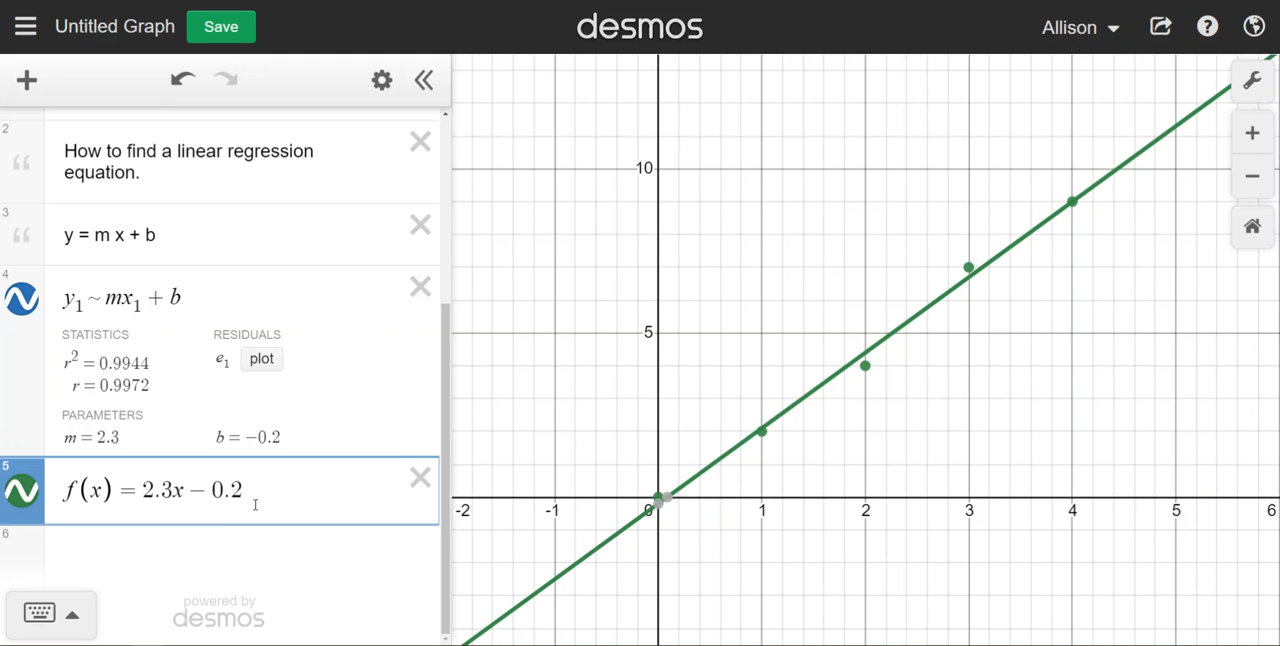 Untitled Graph Save desmos Allison
2
How to find a linear regression
equation.
3
y = m x + b
4
y₁ ~ mx₁ + b
STATISTICS RESIDUALS
r² = 0.9944 e₁ plot
r = 0.9972
PARAMETERS
m = 2.3 b = −0.2
5
f(x) = 2.3x − 0.2
6
powered by
desmos
10
5
-2 -1 0 1 2 3 4 5 6